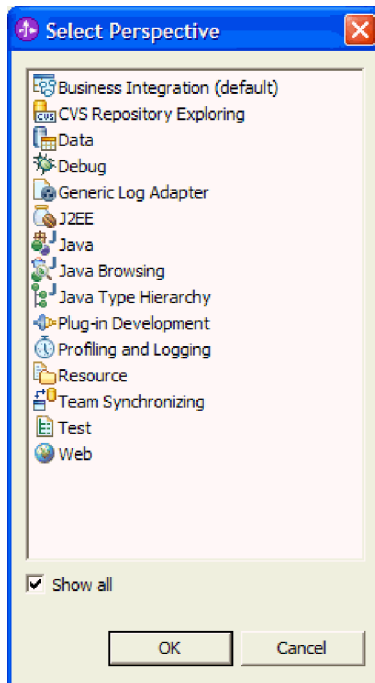 Select Perspective
Business Integration (default)
CVS Repository Exploring
Data
Debug
Generic Log Adapter
J2EE
Java
Java Browsing
Java Type Hierarchy
Plug-in Development
Profiling and Logging
Resource
Team Synchronizing
Test
Web
Show all
OK Cancel